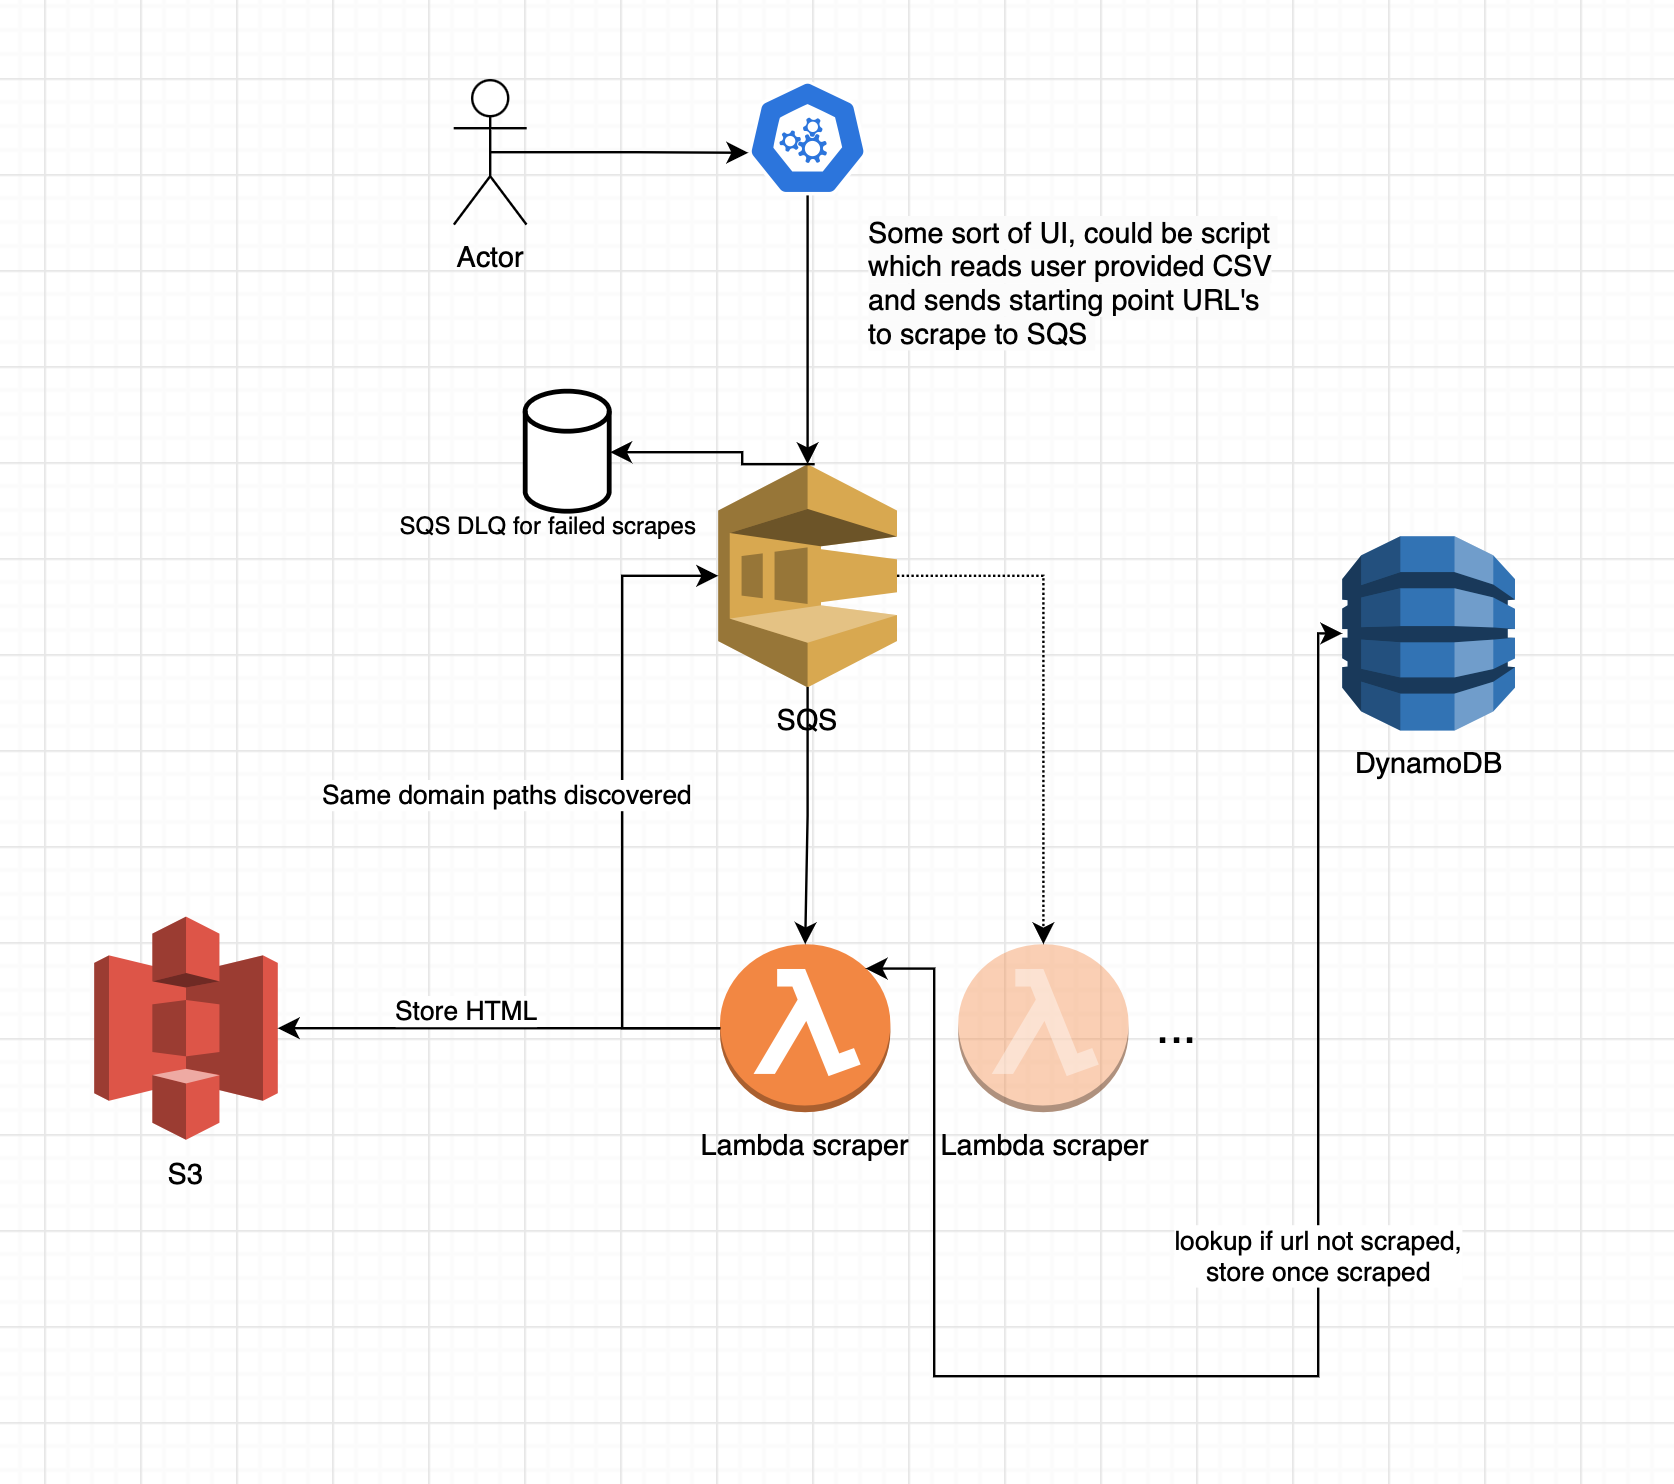 Actor
Some sort of UI, could be script
which reads user provided CSV
and sends starting point URL's
to scrape to SQS
SQS DLQ for failed scrapes
SQS
DynamoDB
Same domain paths discovered
Store HTML
...
Lambda scraper
Lambda scraper
S3
lookup if url not scraped,
store once scraped